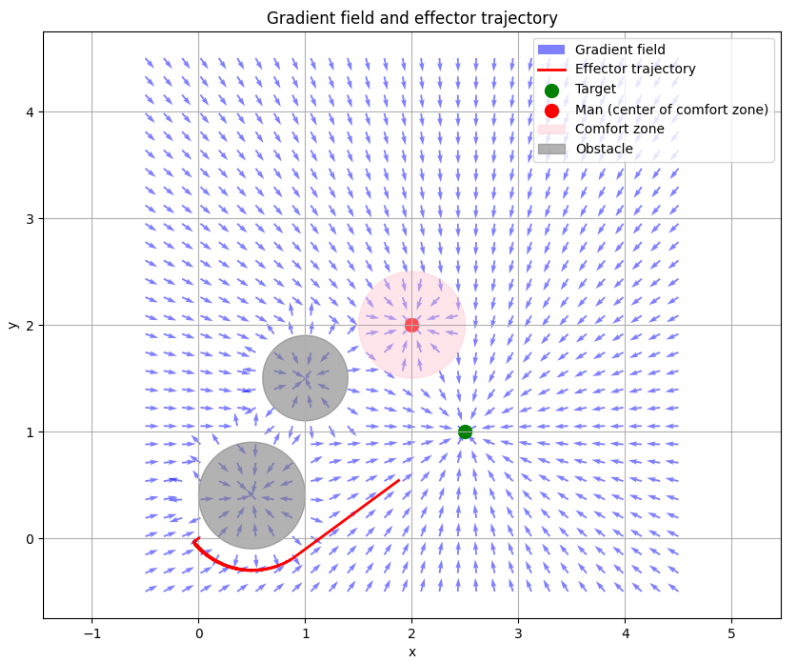 Gradient field and effector trajectory
Gradient field
Effector trajectory
Target
Man (center of comfort zone)
Comfort zone
Obstacle
4
3
2
1
0
y
−1
0
1
2
3
4
5
x